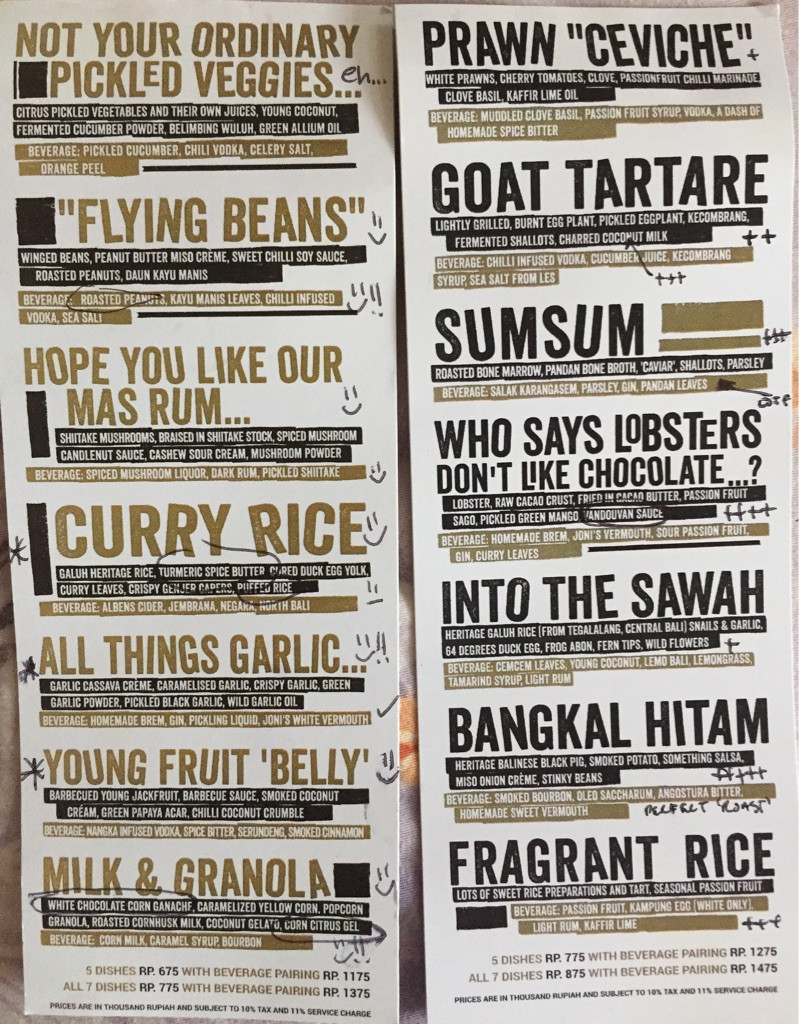 NOT YOUR ORDINARY
PICKLED VEGGIES... eh...
CITRUS PICKLED VEGETABLES AND THEIR OWN JUICES, YOUNG COCONUT,
FERMENTED CUCUMBER POWDER, BELIMBING WULUH, GREEN ALLIUM OIL
BEVERAGE: PICKLED CUCUMBER, CHILI VODKA, CELERY SALT,
ORANGE PEEL
"FLYING BEANS"
WINGED BEANS, PEANUT BUTTER MISO CRÈME, SWEET CHILLI SOY SAUCE,
ROASTED PEANUTS, DAUN KAYU MANIS
BEVERAGE: ROASTED PEANUTS, KAYU MANIS LEAVES, CHILLI INFUSED
VODKA, SEA SALT
HOPE YOU LIKE OUR
MAS RUM...
SHIITAKE MUSHROOMS, BRAISED IN SHIITAKE STOCK, SPICED MUSHROOM
CANDLENUT SAUCE, CASHEW SOUR CREAM, MUSHROOM POWDER
BEVERAGE: SPICED MUSHROOM LIQUOR, DARK RUM, PICKLED SHIITAKE
CURRY RICE
GALUH HERITAGE RICE, TURMERIC SPICE BUTTER, CURED DUCK EGG YOLK,
CURRY LEAVES, CRISPY GENJER CAPERS, PUFFED RICE
BEVERAGE: ALBENS CIDER, JEMBRANA, NEGARA, NORTH BALI
ALL THINGS GARLIC...
GARLIC CASSAVA CRÈME, CARAMELISED GARLIC, CRISPY GARLIC, GREEN
GARLIC POWDER, PICKLED BLACK GARLIC, WILD GARLIC OIL
BEVERAGE: HOMEMADE BREM, GIN, PICKLING LIQUID, JONI'S WHITE VERMOUTH
YOUNG FRUIT 'BELLY'
BARBECUED YOUNG JACKFRUIT, BARBECUE SAUCE, SMOKED COCONUT
CRÉAM, GREEN PAPAYA ACAR, CHILLI COCONUT CRUMBLE
BEVERAGE: NANGKA INFUSED VODKA, SPICE BITTER, SERUNDENG, SMOKED CINNAMON
MILK & GRANOLA
WHITE CHOCOLATE CORN GANACHE, CARAMELIZED YELLOW CORN, POPCORN
GRANOLA, ROASTED CORNHUSK MILK, COCONUT GELATO, CORN CITRUS GEL
BEVERAGE: CORN MILK, CARAMEL SYRUP, BOURBON
5 DISHES RP. 675 WITH BEVERAGE PAIRING RP. 1175
ALL 7 DISHES RP. 775 WITH BEVERAGE PAIRING RP. 1375
PRICES ARE IN THOUSAND RUPIAH AND SUBJECT TO 10% TAX AND 11% SERVICE CHARGE
PRAWN "CEVICHE" +
WHITE PRAWNS, CHERRY TOMATOES, CLOVE, PASSIONFRUIT CHILLI MARINADE,
CLOVE BASIL, KAFFIR LIME OIL
BEVERAGE: MUDDLED CLOVE BASIL, PASSION FRUIT SYRUP, VODKA, A DASH OF
HOMEMADE SPICE BITTER
GOAT TARTARE
LIGHTLY GRILLED, BURNT EGG PLANT, PICKLED EGGPLANT, KECOMBRANG,
FERMENTED SHALLOTS, CHARRED COCONUT MILK ++
BEVERAGE: CHILLI INFUSED VODKA, CUCUMBER JUICE, KECOMBRANG
SYRUP, SEA SALT FROM LES +++
SUMSUM +++
ROASTED BONE MARROW, PANDAN BONE BROTH, 'CAVIAR', SHALLOTS, PARSLEY
BEVERAGE: SALAK KARANGASEM, PARSLEY, GIN, PANDAN LEAVES
WHO SAYS LOBSTERS
DON'T LIKE CHOCOLATE...?
LOBSTER, RAW CACAO CRUST, FRIED IN CACAO BUTTER, PASSION FRUIT
SAGO, PICKLED GREEN MANGO, VANDOUVAN SAUCE ++++
BEVERAGE: HOMEMADE BREM, JONI'S VERMOUTH, SOUR PASSION FRUIT,
GIN, CURRY LEAVES
INTO THE SAWAH
HERITAGE GALUH RICE (FROM TEGALALANG, CENTRAL BALI) SNAILS & GARLIC,
64 DEGREES DUCK EGG, FROG ABON, FERN TIPS, WILD FLOWERS +
BEVERAGE: CEMCEM LEAVES, YOUNG COCONUT, LEMO BALI, LEMONGRASS,
TAMARIND SYRUP, LIGHT RUM
BANGKAL HITAM
HERITAGE BALINESE BLACK PIG, SMOKED POTATO, SOMETHING SALSA,
MISO ONION CRÈME, STINKY BEANS ++++
BEVERAGE: SMOKED BOURBON, OLEO SACCHARUM, ANGOSTURA BITTER,
HOMEMADE SWEET VERMOUTH PERFECT 'ROAST'
FRAGRANT RICE
LOTS OF SWEET RICE PREPARATIONS AND TART, SEASONAL PASSION FRUIT
BEVERAGE: PASSION FRUIT, KAMPUNG EGG (WHITE ONLY),
LIGHT RUM, KAFFIR LIME +++
5 DISHES RP. 775 WITH BEVERAGE PAIRING RP. 1275
ALL 7 DISHES RP. 875 WITH BEVERAGE PAIRING RP. 1475
PRICES ARE IN THOUSAND RUPIAH AND SUBJECT TO 10% TAX AND 11% SERVICE CHARGE